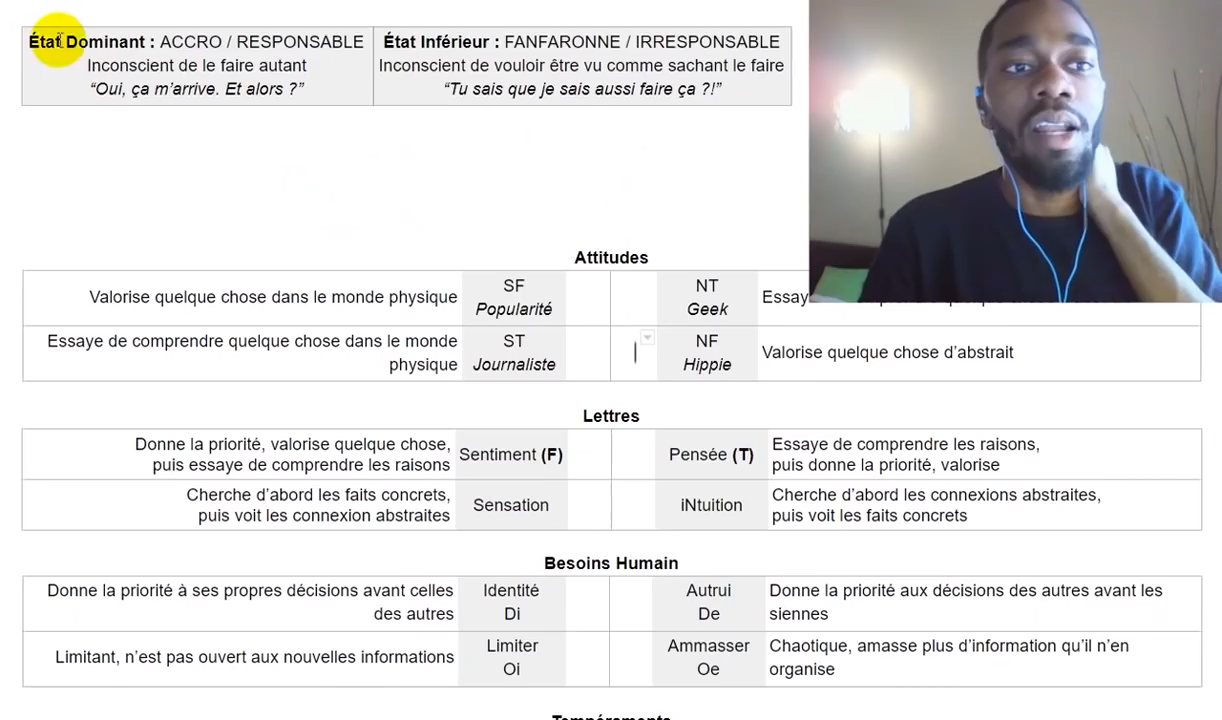 État Dominant : ACCRO / RESPONSABLE
Inconscient de le faire autant
“Oui, ça m’arrive. Et alors ?”
État Inférieur : FANFARONNE / IRRESPONSABLE
Inconscient de vouloir être vu comme sachant le faire
“Tu sais que je sais aussi faire ça ?!”
Attitudes
Valorise quelque chose dans le monde physique
SF
Popularité
NT
Geek
Essaye de comprendre quelque chose dans le monde
physique
ST
Journaliste
NF
Hippie
Valorise quelque chose d’abstrait
Lettres
Donne la priorité, valorise quelque chose,
puis essaye de comprendre les raisons
Sentiment (F)
Pensée (T)
Essaye de comprendre les raisons,
puis donne la priorité, valorise
Cherche d’abord les faits concrets,
puis voit les connexion abstraites
Sensation
iNtuition
Cherche d’abord les connexions abstraites,
puis voit les faits concrets
Besoins Humain
Donne la priorité à ses propres décisions avant celles
des autres
Identité
Di
Autrui
De
Donne la priorité aux décisions des autres avant les
siennes
Limitant, n’est pas ouvert aux nouvelles informations
Limiter
Oi
Ammasser
Oe
Chaotique, amasse plus d’information qu’il n’en
organise